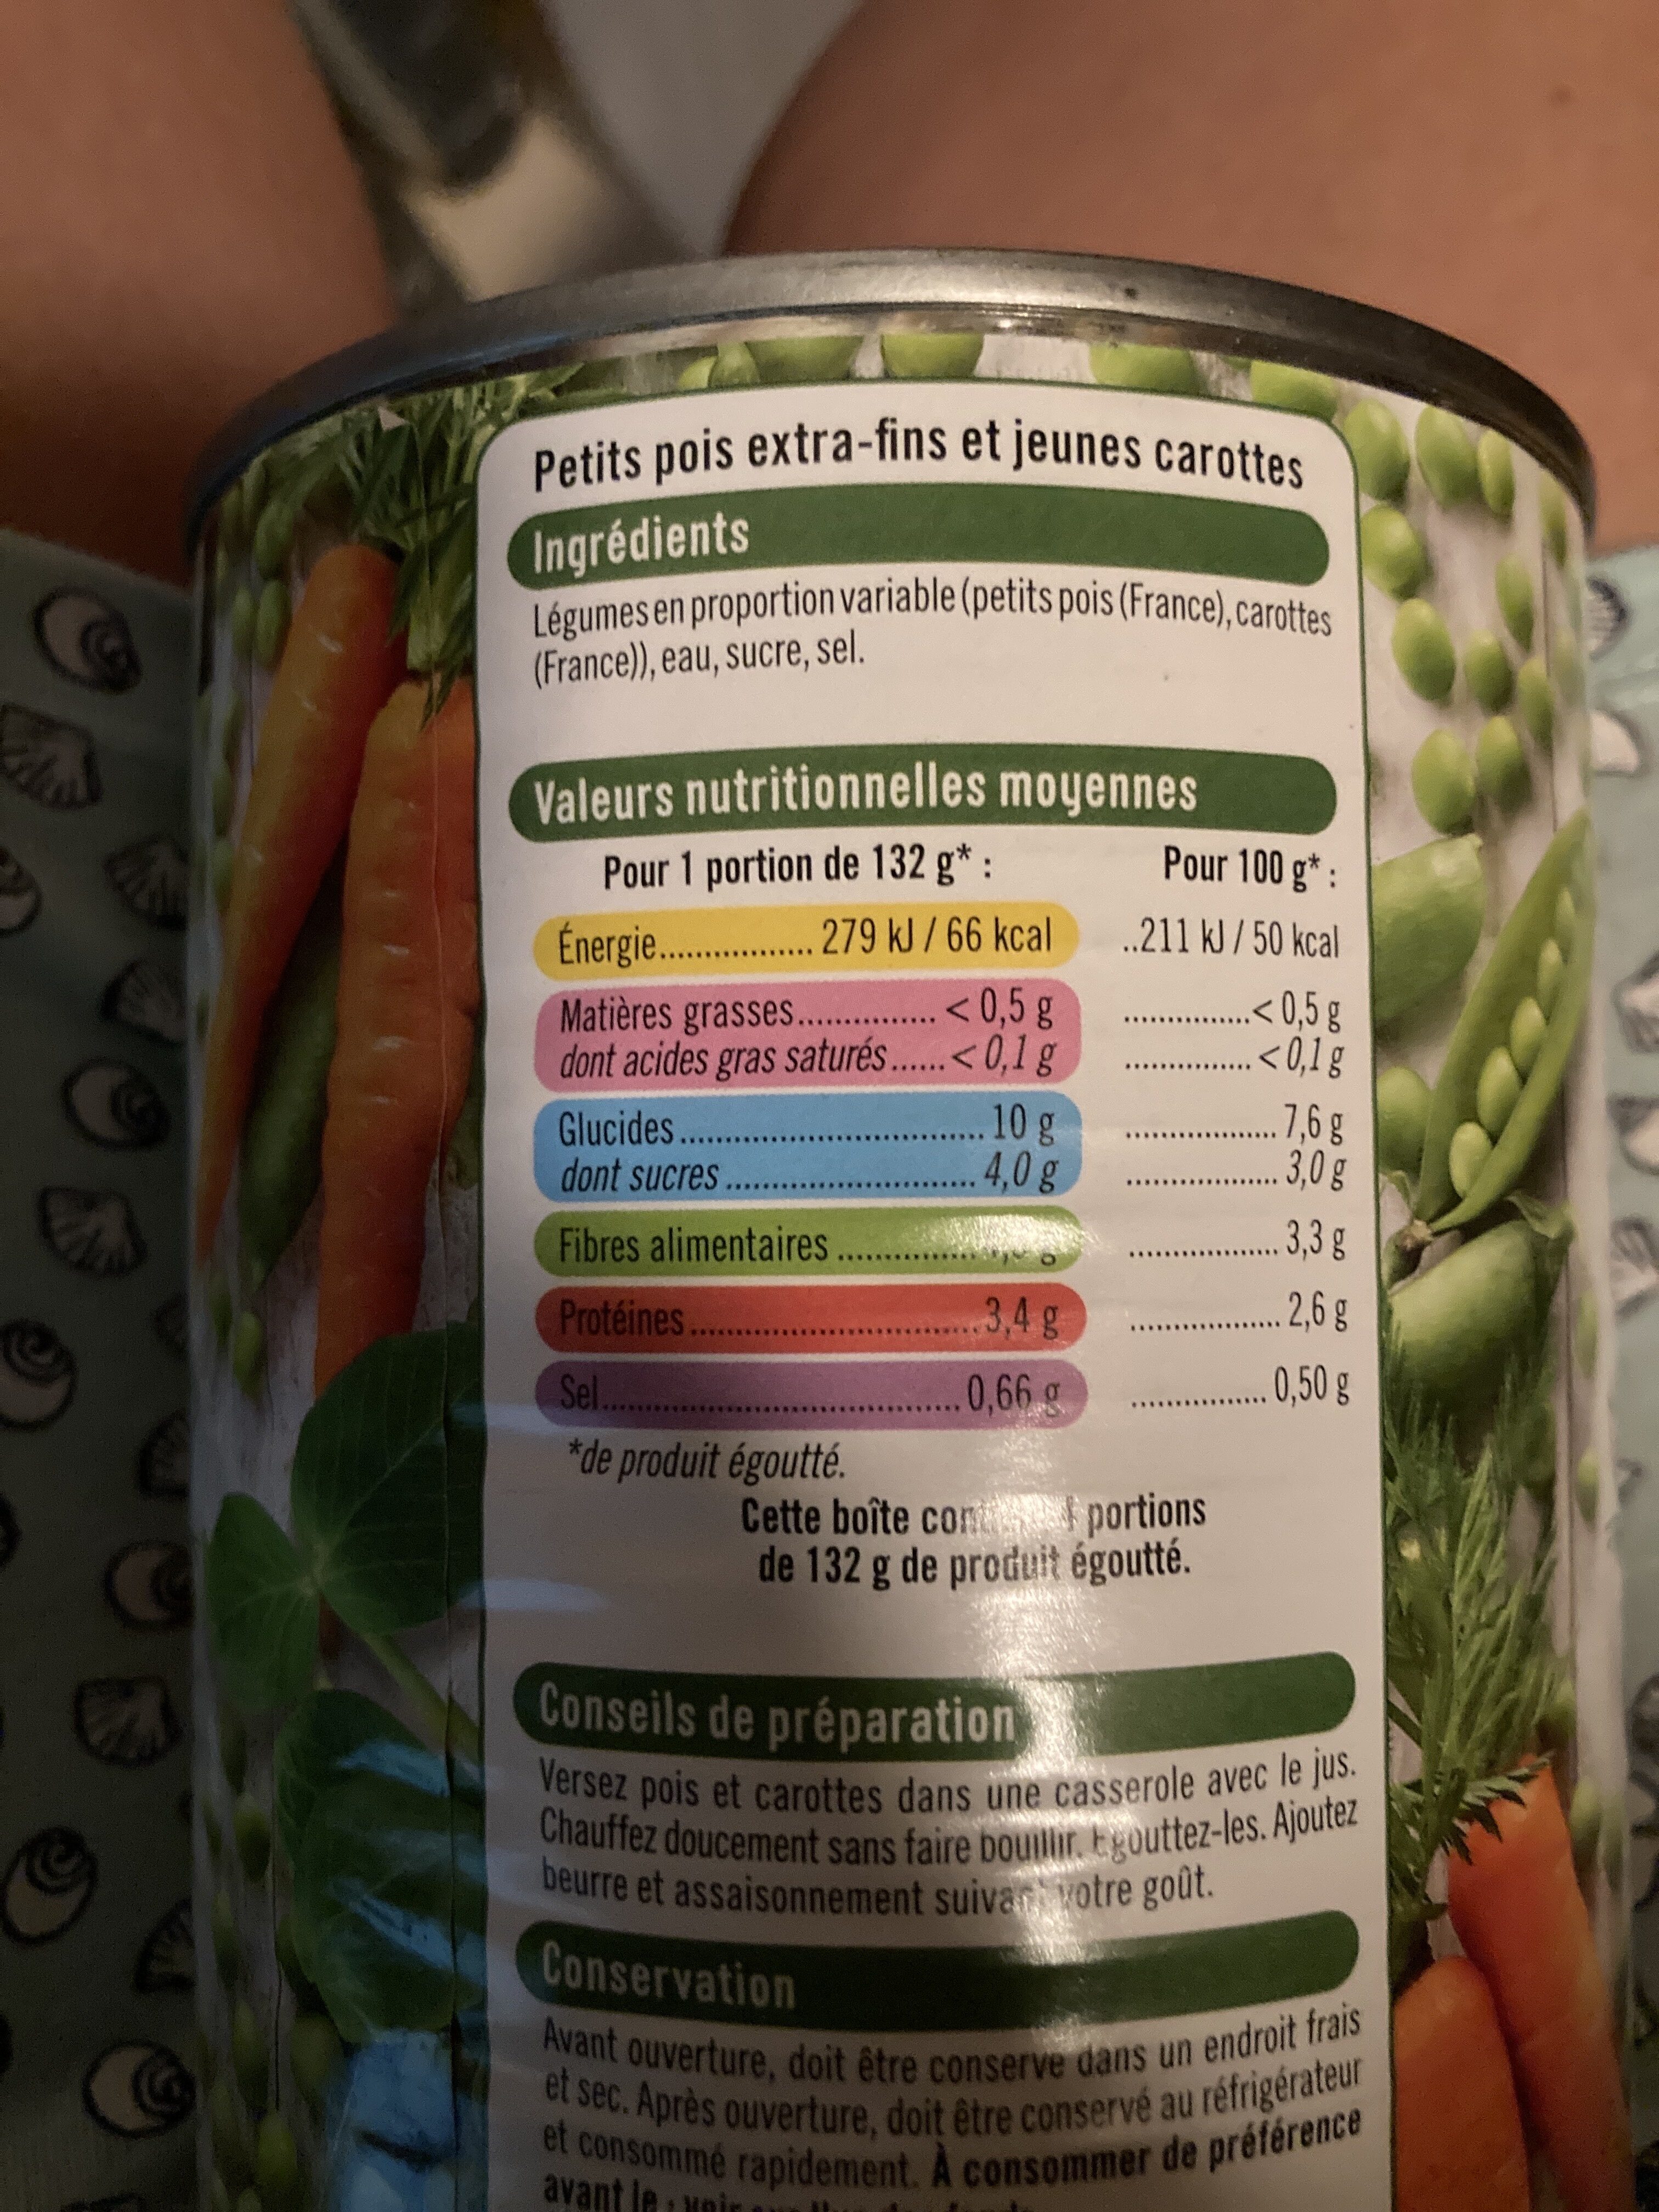 Petits pois extra-fins et jeunes carottes
Ingrédients
Légumes en proportion variable (petits pois (France), carottes
(France)), eau, sucre, sel.
Valeurs nutritionnelles moyennes
Pour 1 portion de 132 g* : Pour 100 g* :
Énergie................. 279 kJ / 66 kcal ..211 kJ / 50 kcal
Matières grasses............... < 0,5 g ...............< 0,5 g
dont acides gras saturés...... < 0,1 g ............... < 0,1 g
Glucides................................. 10 g .................. 7,6 g
dont sucres ........................... 4,0 g .................. 3,0 g
Fibres alimentaires ................ g .................. 3,3 g
Protéines................................3,4 g .................. 2,6 g
Sel.......................................0,66 g ................ 0,50 g
*de produit égoutté.
Cette boîte portions
de 132 g de produit égoutté.
Conseils de préparation
Versez pois et carottes dans une casserole avec le jus.
Chauffez doucement sans faire bouillir. Égouttez-les. Ajoutez
beurre et assaisonnement suivant votre goût.
Conservation
Avant ouverture, doit être conservé dans un endroit frais
et sec. Après ouverture, doit être conservé au réfrigérateur
et consommé rapidement. À consommer de préférence
avant le : voir